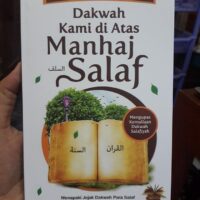 Dakwah
Kami di Atas
Manhaj
السلف
Salaf
Mengupas
Kemuliaan
Dakwah
Salafiyah
القرآن
السنة
Menapaki Jejak Dakwah Para Salaf